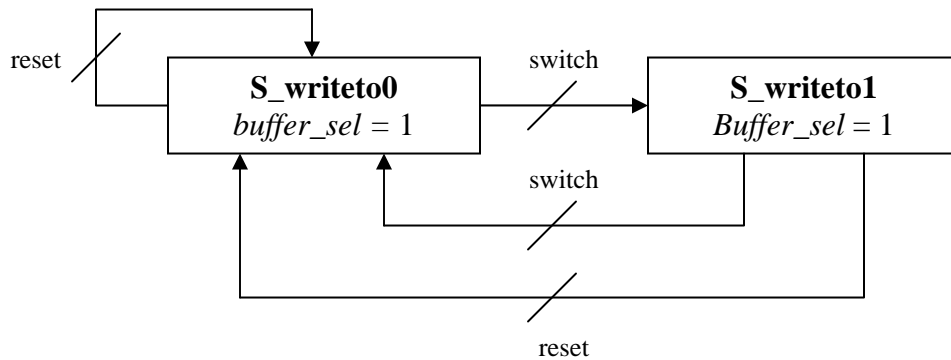 reset
S_writeto0
buffer_sel = 1
switch
S_writeto1
Buffer_sel = 1
switch
reset